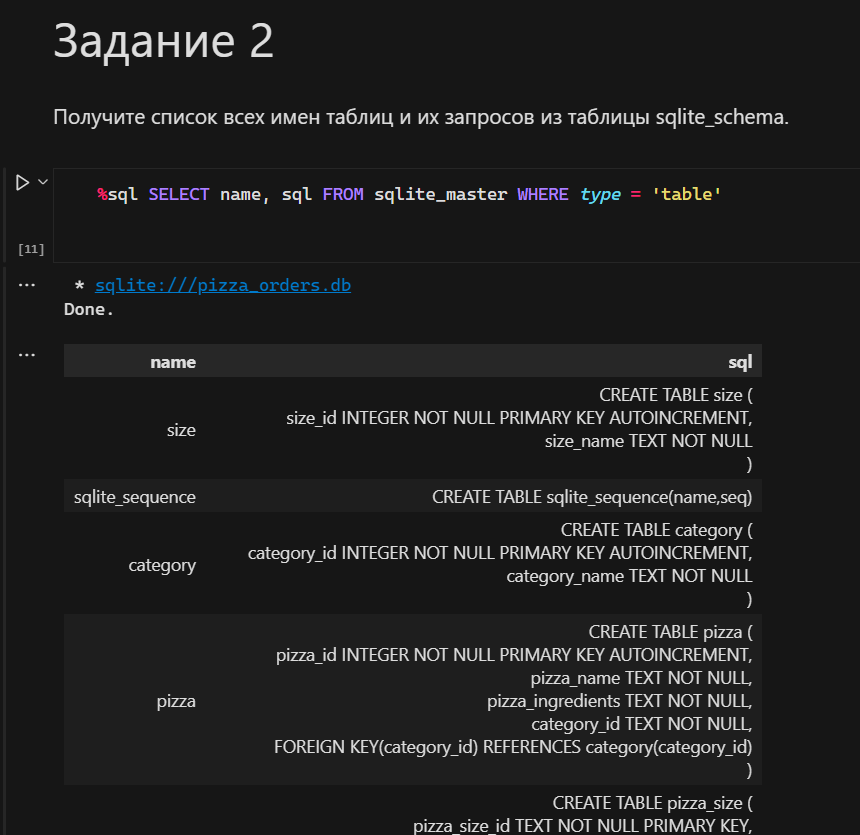 Задание 2
Получите список всех имен таблиц и их запросов из таблицы sqlite_schema.
%sql SELECT name, sql FROM sqlite_master WHERE type = 'table'
[11]
... * sqlite:///pizza_orders.db
Done.
...
name sql
size CREATE TABLE size (
size_id INTEGER NOT NULL PRIMARY KEY AUTOINCREMENT,
size_name TEXT NOT NULL
)
sqlite_sequence CREATE TABLE sqlite_sequence(name,seq)
category CREATE TABLE category (
category_id INTEGER NOT NULL PRIMARY KEY AUTOINCREMENT,
category_name TEXT NOT NULL
)
pizza CREATE TABLE pizza (
pizza_id INTEGER NOT NULL PRIMARY KEY AUTOINCREMENT,
pizza_name TEXT NOT NULL,
pizza_ingredients TEXT NOT NULL,
category_id TEXT NOT NULL,
FOREIGN KEY(category_id) REFERENCES category(category_id)
)
CREATE TABLE pizza_size (
pizza_size_id TEXT NOT NULL PRIMARY KEY,